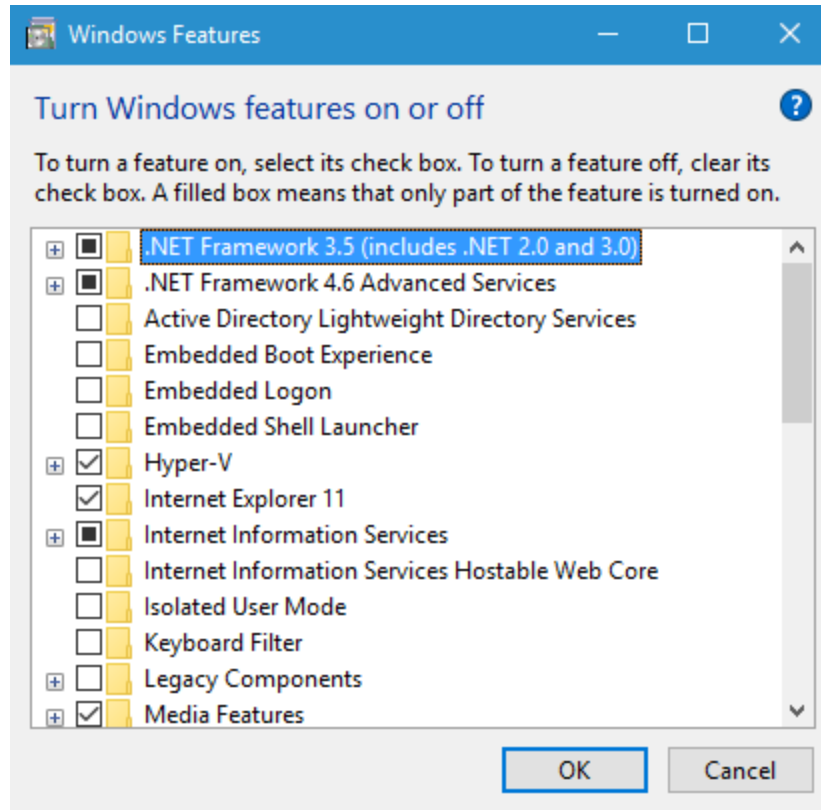 Windows Features
Turn Windows features on or off
?
To turn a feature on, select its check box. To turn a feature off, clear its
check box. A filled box means that only part of the feature is turned on.
.NET Framework 3.5 (includes .NET 2.0 and 3.0)
.NET Framework 4.6 Advanced Services
Active Directory Lightweight Directory Services
Embedded Boot Experience
Embedded Logon
Embedded Shell Launcher
Hyper-V
Internet Explorer 11
Internet Information Services
Internet Information Services Hostable Web Core
Isolated User Mode
Keyboard Filter
Legacy Components
Media Features
OK
Cancel